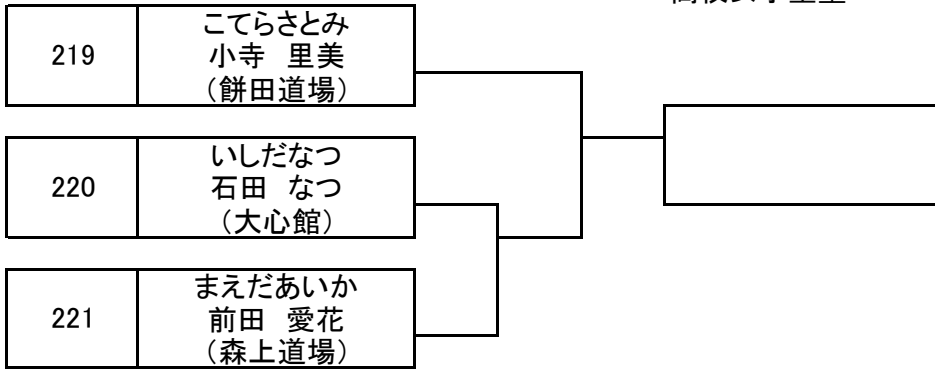 219
こてらさとみ
小寺　里美
（餅田道場）
220
いしだなつ
石田　なつ
（大心館）
221
まえだあいか
前田　愛花
（森上道場）